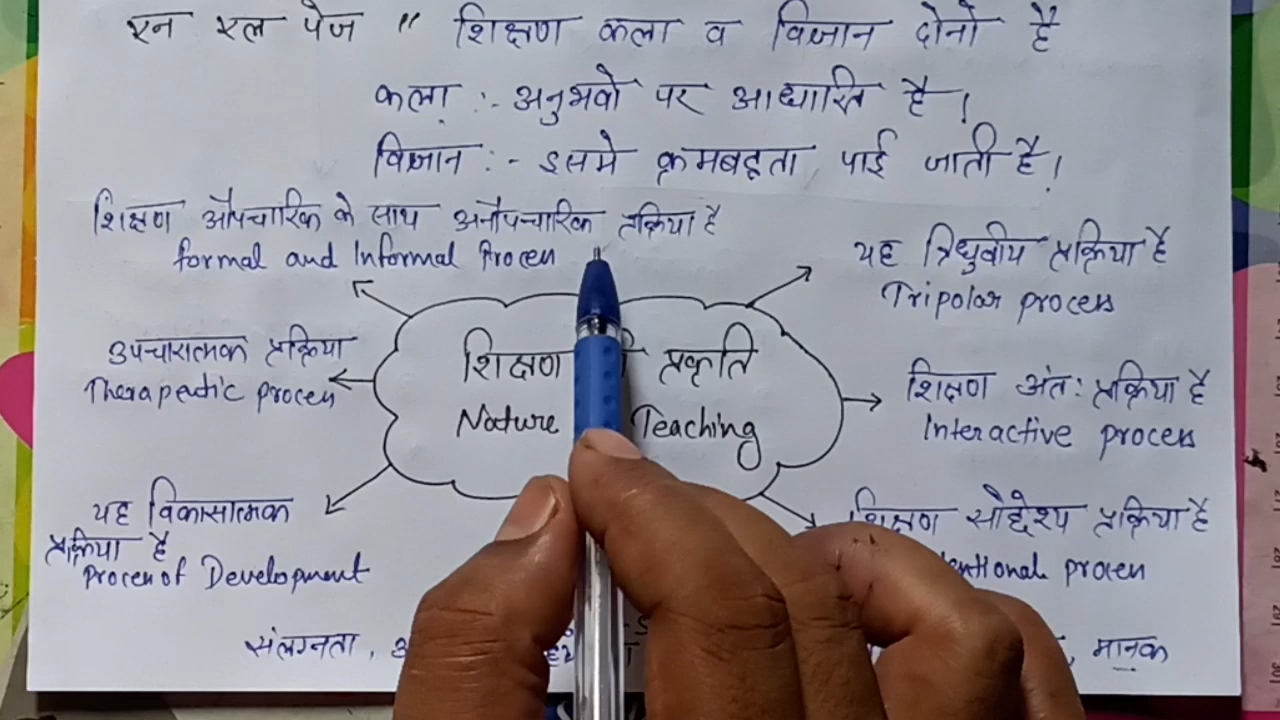 एन एल पेज " शिक्षण कला व विज्ञान दोनो है
कला :- अनुभवो पर आधारित है।
विज्ञान :- इसमे क्रमबद्धता पाई जाती है।
शिक्षण औपचारिक के साथ अनौपचारिक प्रक्रिया है
formal and Informal Process
यह त्रिध्रुवीय प्रक्रिया है
Tripolar process
उपचारात्मक प्रक्रिया
Therapeutic process
शिक्षण प्रकृति
Nature Teaching
शिक्षण अंतः प्रक्रिया है
Interactive process
यह विकासात्मक
प्रक्रिया है
Process of Development
शिक्षण सोद्देश्य प्रक्रिया है
process
संलग्नता,
, मानक